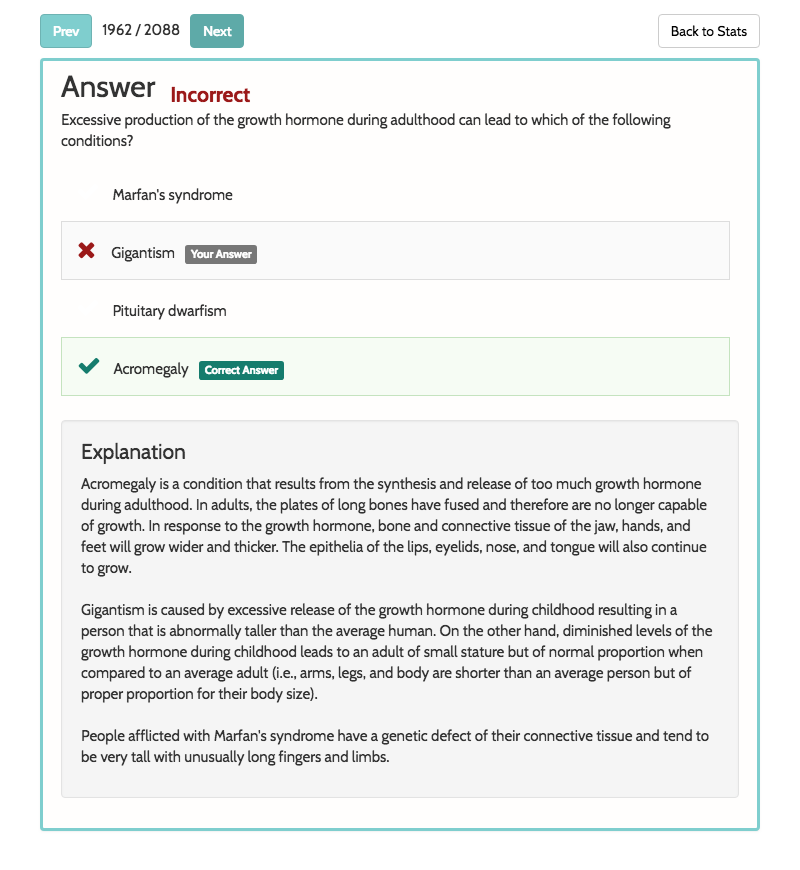 Prev 1962 / 2088 Next Back to Stats
Answer Incorrect
Excessive production of the growth hormone during adulthood can lead to which of the following
conditions?
Marfan's syndrome
Gigantism Your Answer
Pituitary dwarfism
Acromegaly Correct Answer
Explanation
Acromegaly is a condition that results from the synthesis and release of too much growth hormone
during adulthood. In adults, the plates of long bones have fused and therefore are no longer capable
of growth. In response to the growth hormone, bone and connective tissue of the jaw, hands, and
feet will grow wider and thicker. The epithelia of the lips, eyelids, nose, and tongue will also continue
to grow.
Gigantism is caused by excessive release of the growth hormone during childhood resulting in a
person that is abnormally taller than the average human. On the other hand, diminished levels of the
growth hormone during childhood leads to an adult of small stature but of normal proportion when
compared to an average adult (i.e., arms, legs, and body are shorter than an average person but of
proper proportion for their body size).
People afflicted with Marfan's syndrome have a genetic defect of their connective tissue and tend to
be very tall with unusually long fingers and limbs.